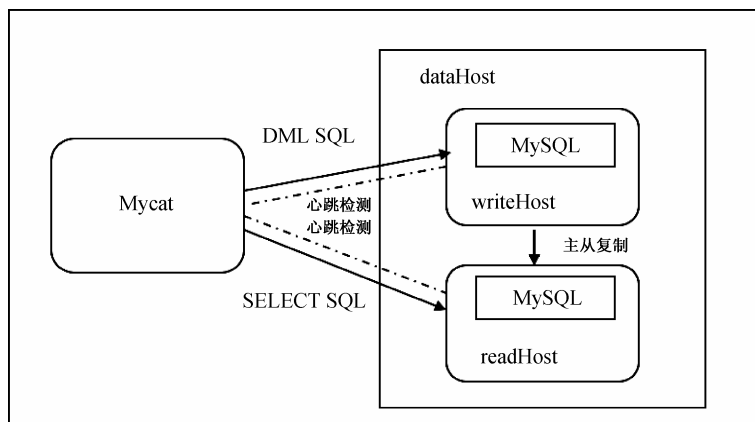 dataHost
DML SQL
MySQL
Mycat
心跳检测
writeHost
心跳检测
主从复制
SELECT SQL
MySQL
readHost